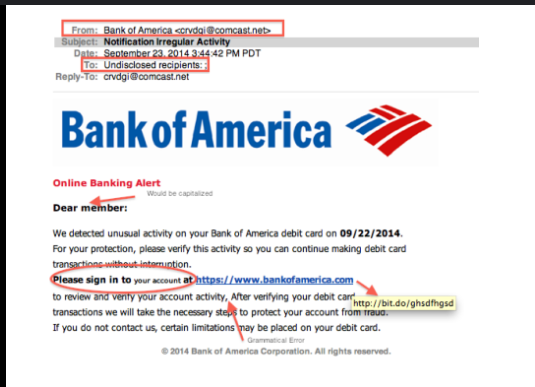 From: Bank of America <crvdgi@comcast.net>
Subject: Notification Irregular Activity
Date: September 23, 2014 3:44:42 PM PDT
To: Undisclosed recipients: ;
Reply-To: crvdgi@comcast.net
Bank of America
Online Banking Alert
Would be capitalized
Dear member:
We detected unusual activity on your Bank of America debit card on 09/22/2014.
For your protection, please verify this activity so you can continue making debit card
transactions without interruption.
Please sign in to your account at https://www.bankofamerica.com
to review and verify your account activity, After verifying your debit card
http://bit.do/ghsdfhgsd
transactions we will take the necessary steps to protect your account from fraud.
If you do not contact us, certain limitations may be placed on your debit card.
Grammatical Error
© 2014 Bank of America Corporation. All rights reserved.